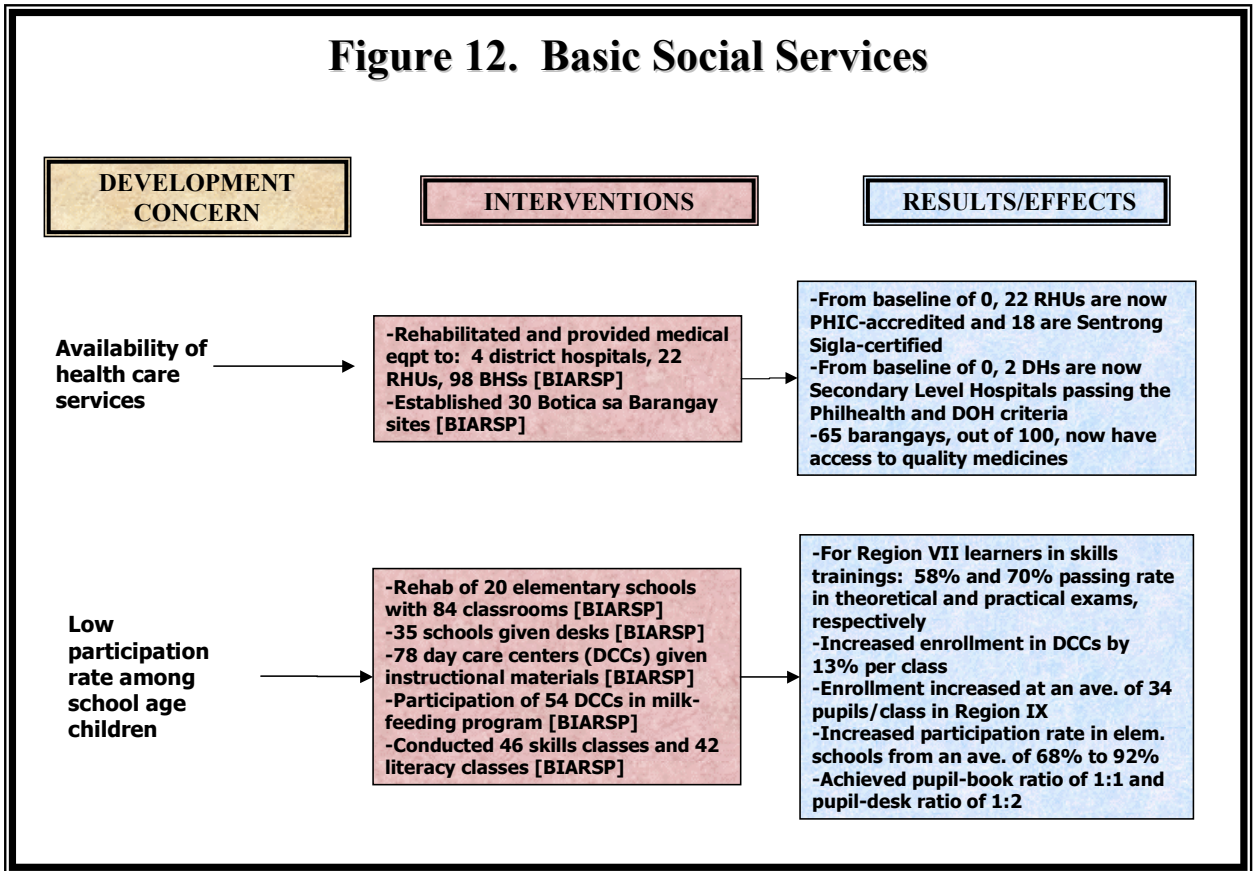 Figure 12.  Basic Social Services
DEVELOPMENT
CONCERN
INTERVENTIONS
RESULTS/EFFECTS
Availability of
health care
services
-Rehabilitated and provided medical
eqpt to:  4 district hospitals, 22
RHUs, 98 BHSs [BIARSP]
-Established 30 Botica sa Barangay
sites [BIARSP]
-From baseline of 0, 22 RHUs are now
PHIC-accredited and 18 are Sentrong
Sigla-certified
-From baseline of 0, 2 DHs are now
Secondary Level Hospitals passing the
Philhealth and DOH criteria
-65 barangays, out of 100, now have
access to quality medicines
Low
participation
rate among
school age
children
-Rehab of 20 elementary schools
with 84 classrooms [BIARSP]
-35 schools given desks [BIARSP]
-78 day care centers (DCCs) given
instructional materials [BIARSP]
-Participation of 54 DCCs in milk-
feeding program [BIARSP]
-Conducted 46 skills classes and 42
literacy classes [BIARSP]
-For Region VII learners in skills
trainings:  58% and 70% passing rate
in theoretical and practical exams,
respectively
-Increased enrollment in DCCs by
13% per class
-Enrollment increased at an ave. of 34
pupils/class in Region IX
-Increased participation rate in elem.
schools from an ave. of 68% to 92%
-Achieved pupil-book ratio of 1:1 and
pupil-desk ratio of 1:2